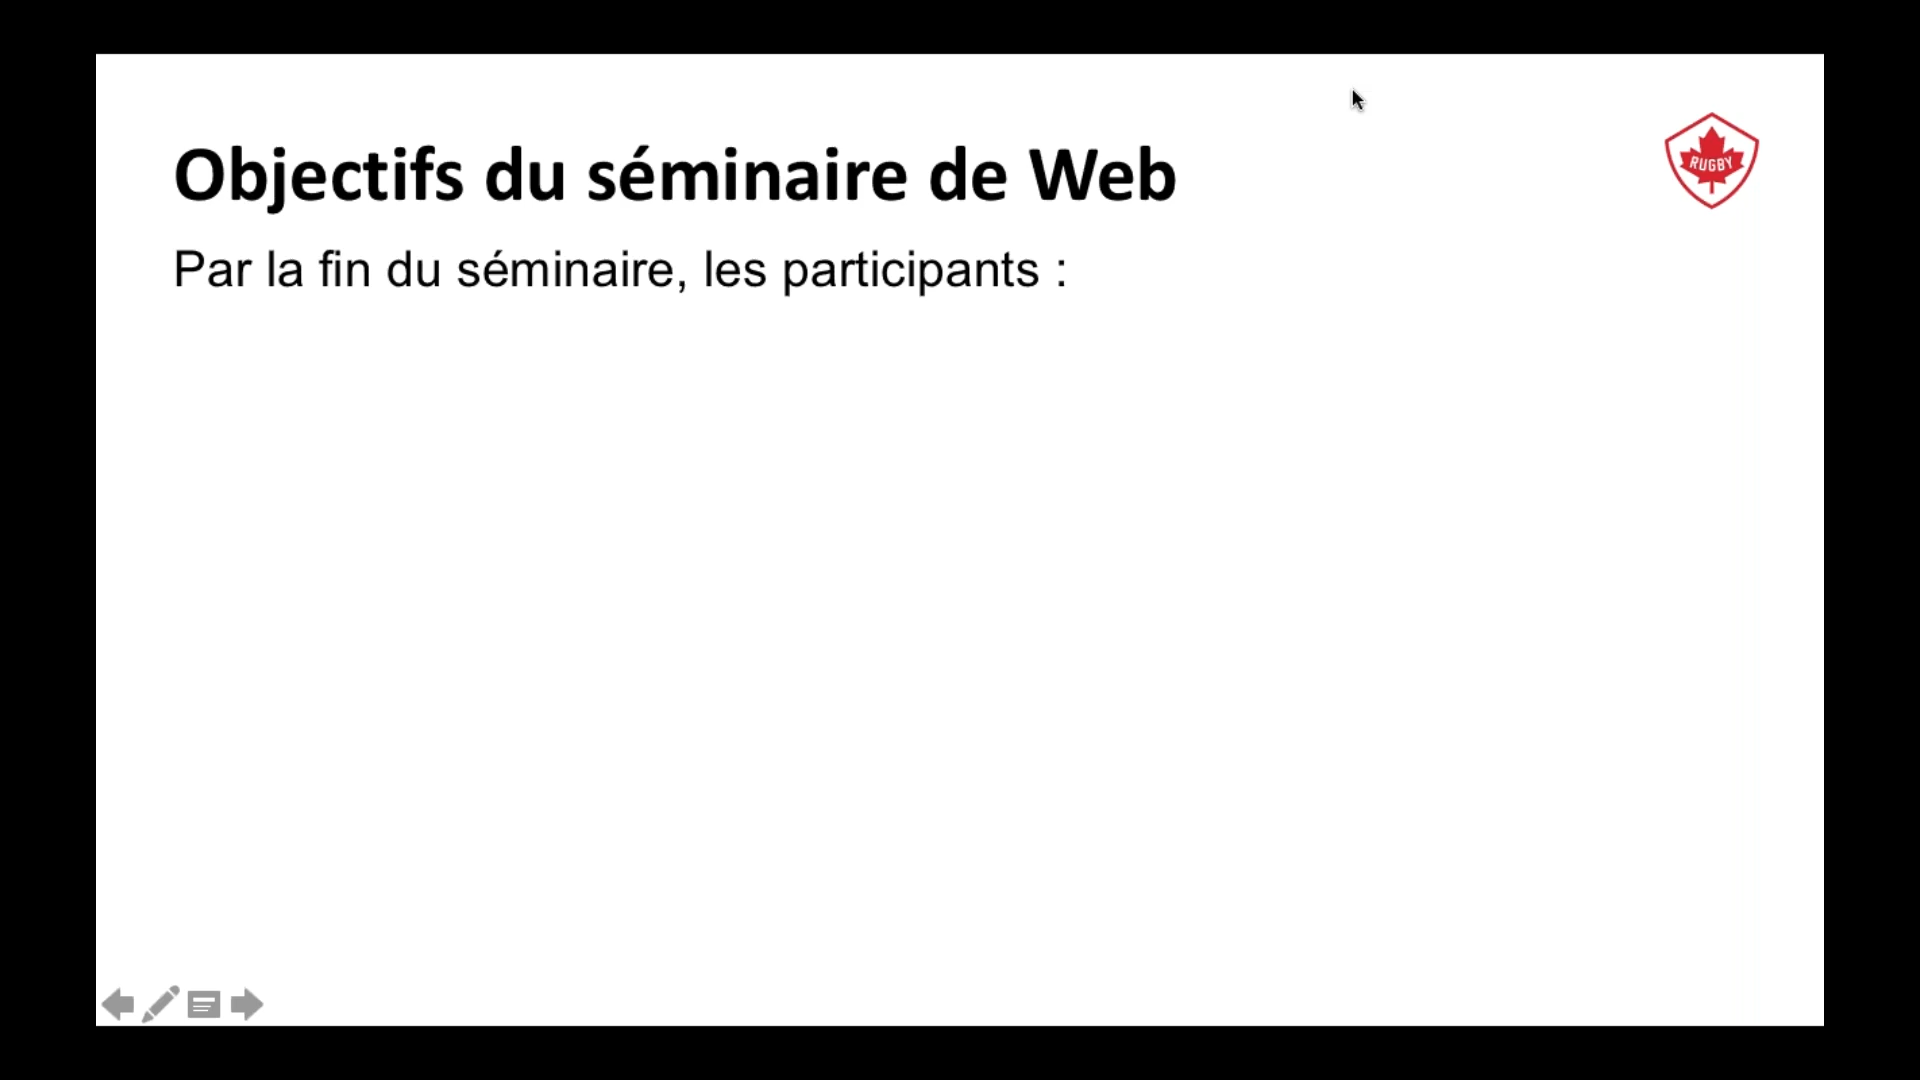 Objectifs du séminaire de Web
RUGBY
Par la fin du séminaire, les participants :